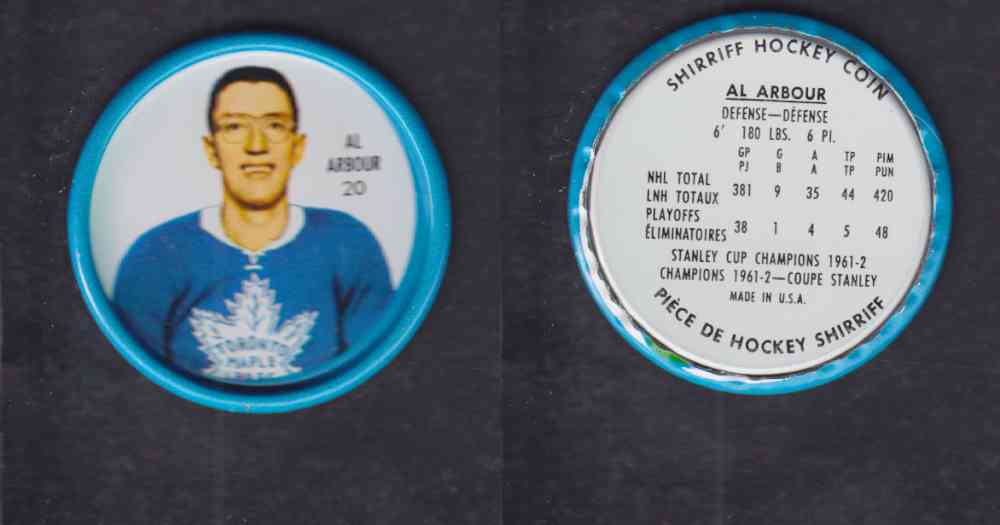 AL
ARBOUR
20
TORONTO
MAPLE
SHIRRIFF HOCKEY COIN
AL ARBOUR
DEFENSE—DÉFENSE
6' 180 LBS. 6 PI.
GP G A TP PIM
PJ B A TP PUN
NHL TOTAL
LNH TOTAUX 381 9 35 44 420
PLAYOFFS
ÉLIMINATOIRES 38 1 4 5 48
STANLEY CUP CHAMPIONS 1961-2
CHAMPIONS 1961-2—COUPE STANLEY
MADE IN U.S.A.
PIÈCE DE HOCKEY SHIRRIFF